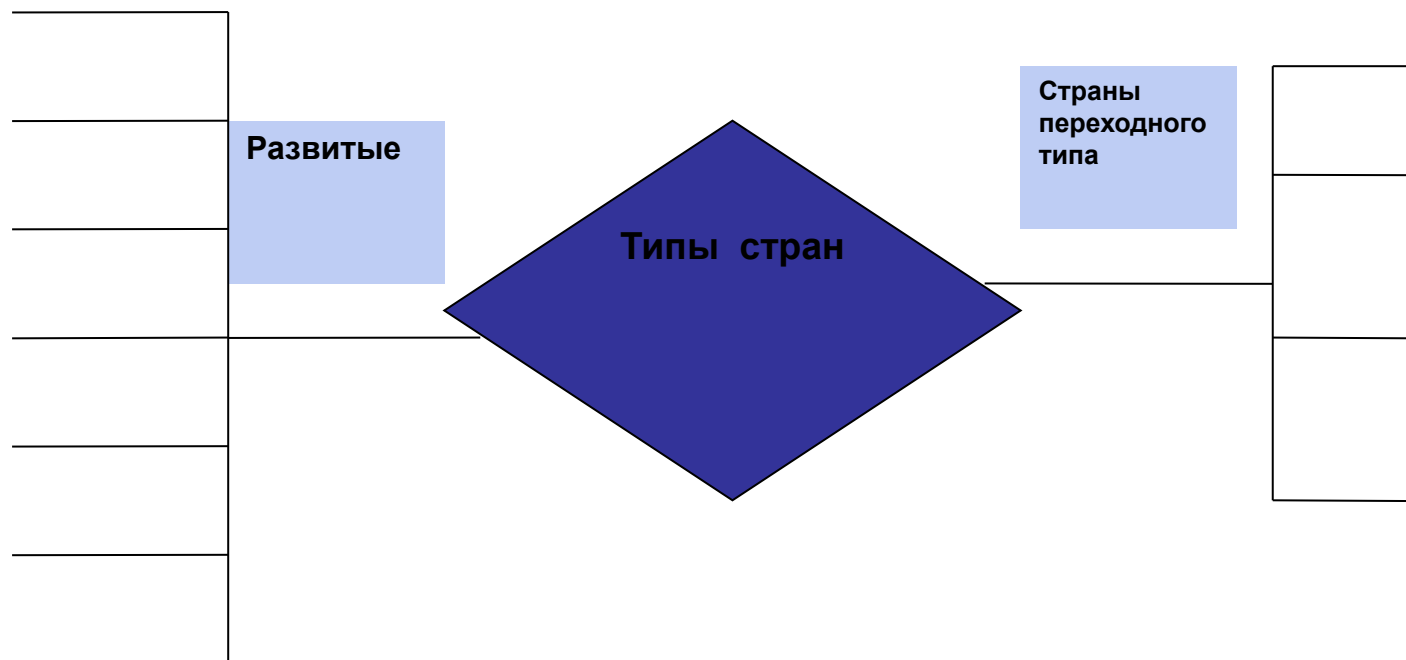 Развитые
Типы стран
Страны
переходного
типа